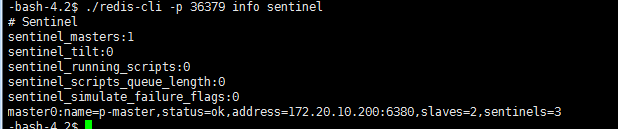 -bash-4.2$ ./redis-cli -p 36379 info sentinel
# Sentinel
sentinel_masters:1
sentinel_tilt:0
sentinel_running_scripts:0
sentinel_scripts_queue_length:0
sentinel_simulate_failure_flags:0
master0:name=p-master,status=ok,address=172.20.10.200:6380,slaves=2,sentinels=3
-bash-4.2$